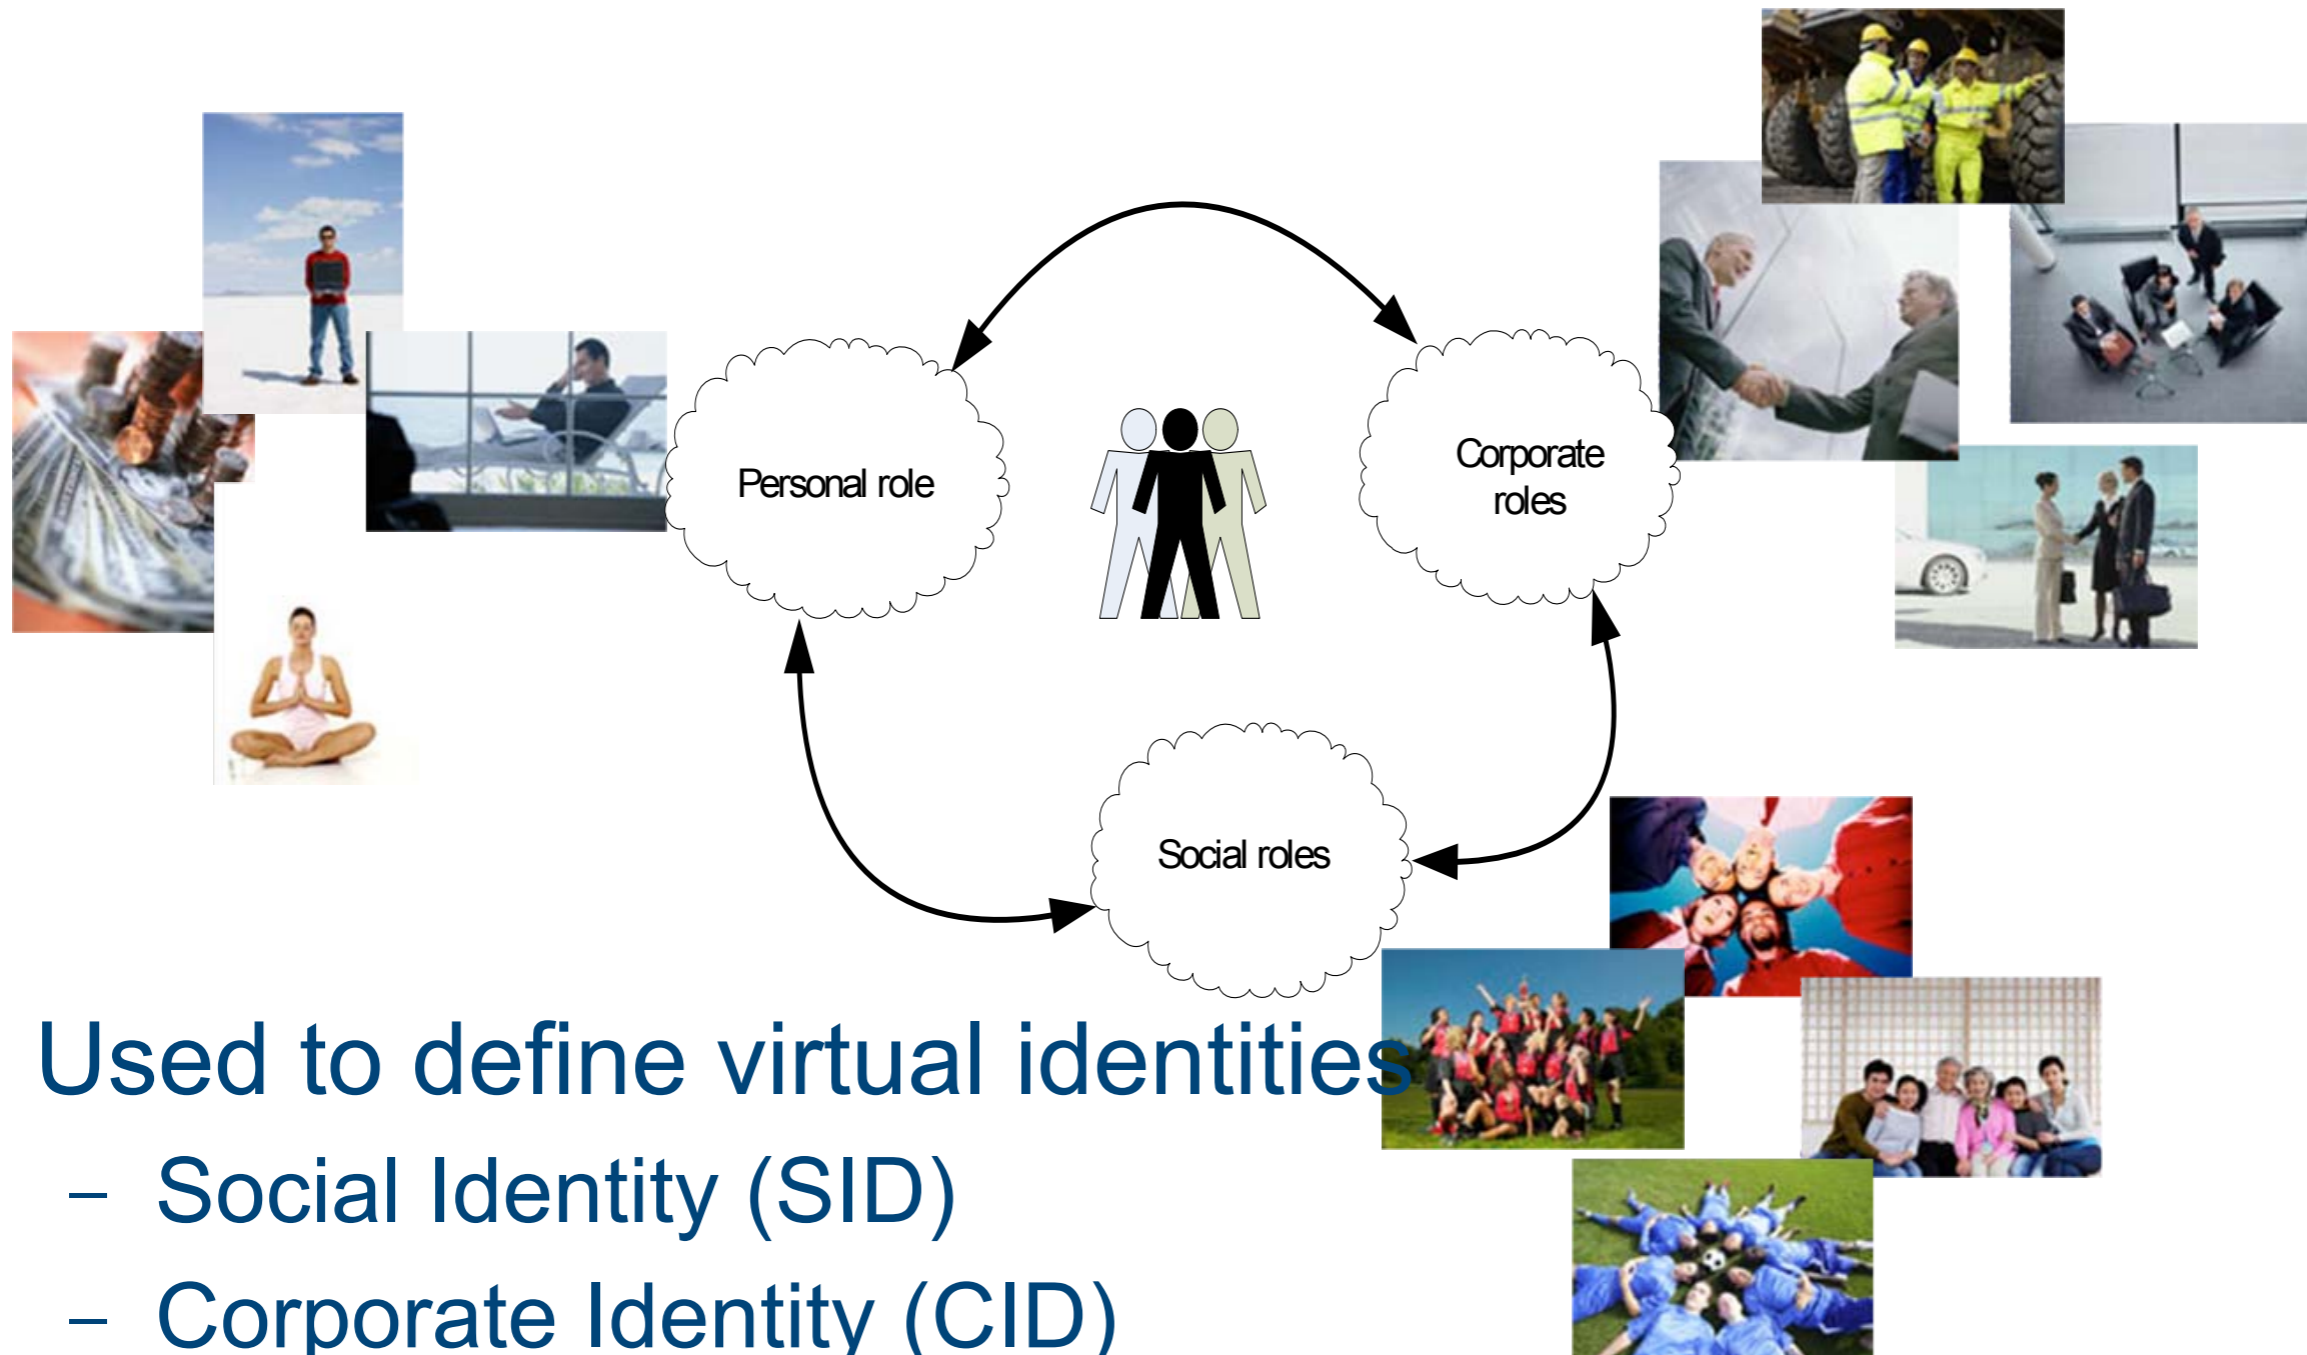 Personal role
Corporate
roles
Social roles
Used to define virtual identities
– Social Identity (SID)
– Corporate Identity (CID)